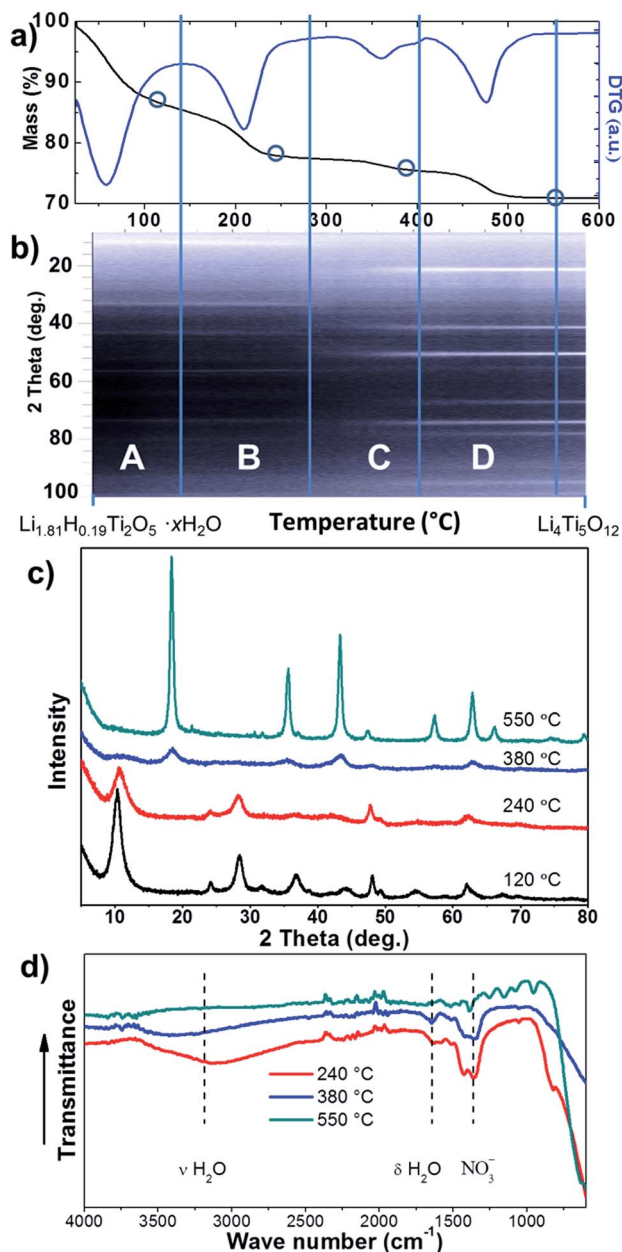 a)
Mass (%)
100
90
80
70
DTG (a.u.)
100 200 300 400 500 600
b)
2 Theta (deg.)
20
40
60
80
100
A B C D
Li1.81H0.19Ti2O5 ·xH2O Temperature (°C) Li4Ti5O12
c)
Intensity
550 °C
380 °C
240 °C
120 °C
10 20 30 40 50 60 70 80
2 Theta (deg.)
d)
Transmittance
240 °C
380 °C
550 °C
ν H2O δ H2O NO3−
4000 3500 3000 2500 2000 1500 1000
Wave number (cm-1)